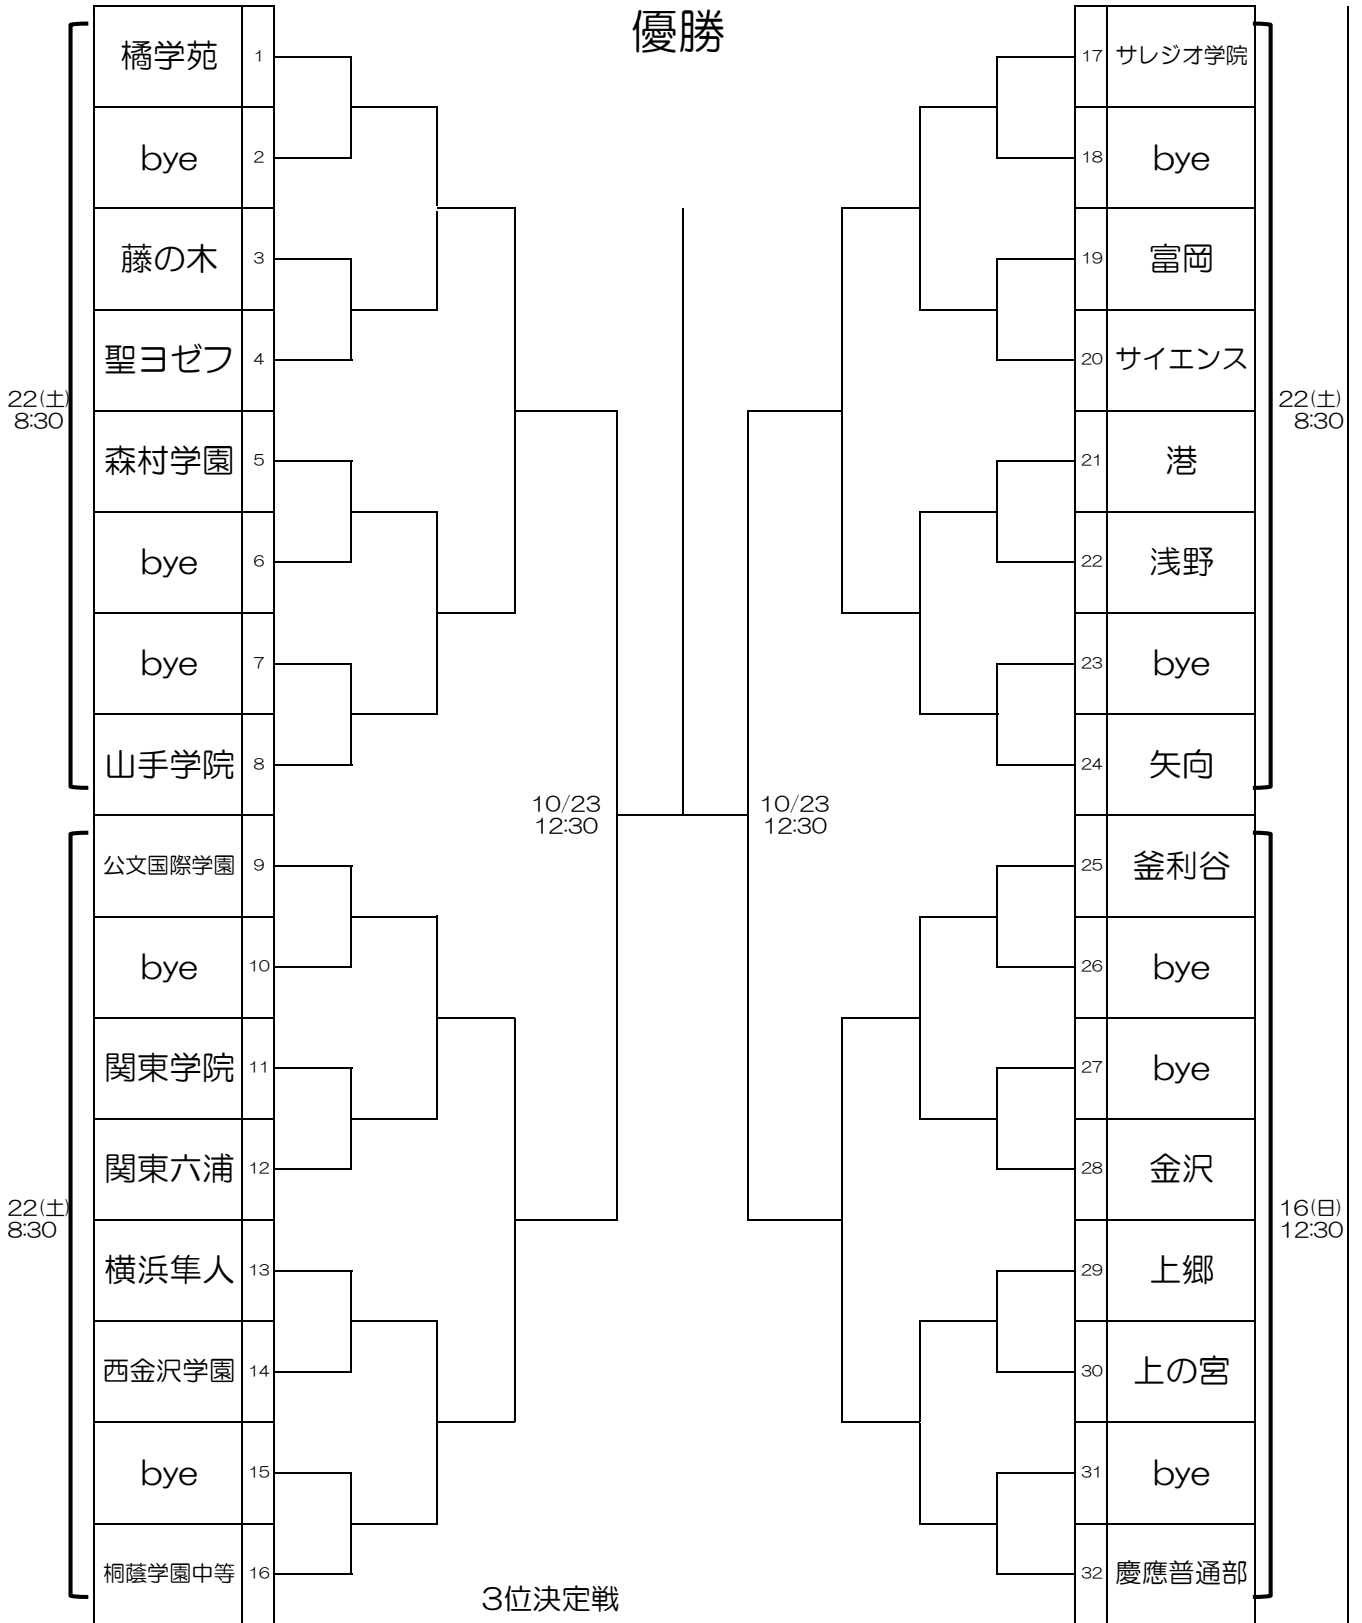 優勝
22(土)
8:30
橘学苑 1
bye 2
藤の木 3
聖ヨゼフ 4
森村学園 5
bye 6
bye 7
山手学院 8
22(土)
8:30
公文国際学園 9
bye 10
関東学院 11
関東六浦 12
横浜隼人 13
西金沢学園 14
bye 15
桐蔭学園中等 16
10/23
12:30
10/23
12:30
17 サレジオ学院
18 bye
19 富岡
20 サイエンス
21 港
22 浅野
23 bye
24 矢向
22(土)
8:30
25 釜利谷
26 bye
27 bye
28 金沢
29 上郷
30 上の宮
31 bye
32 慶應普通部
16(日)
12:30
3位決定戦